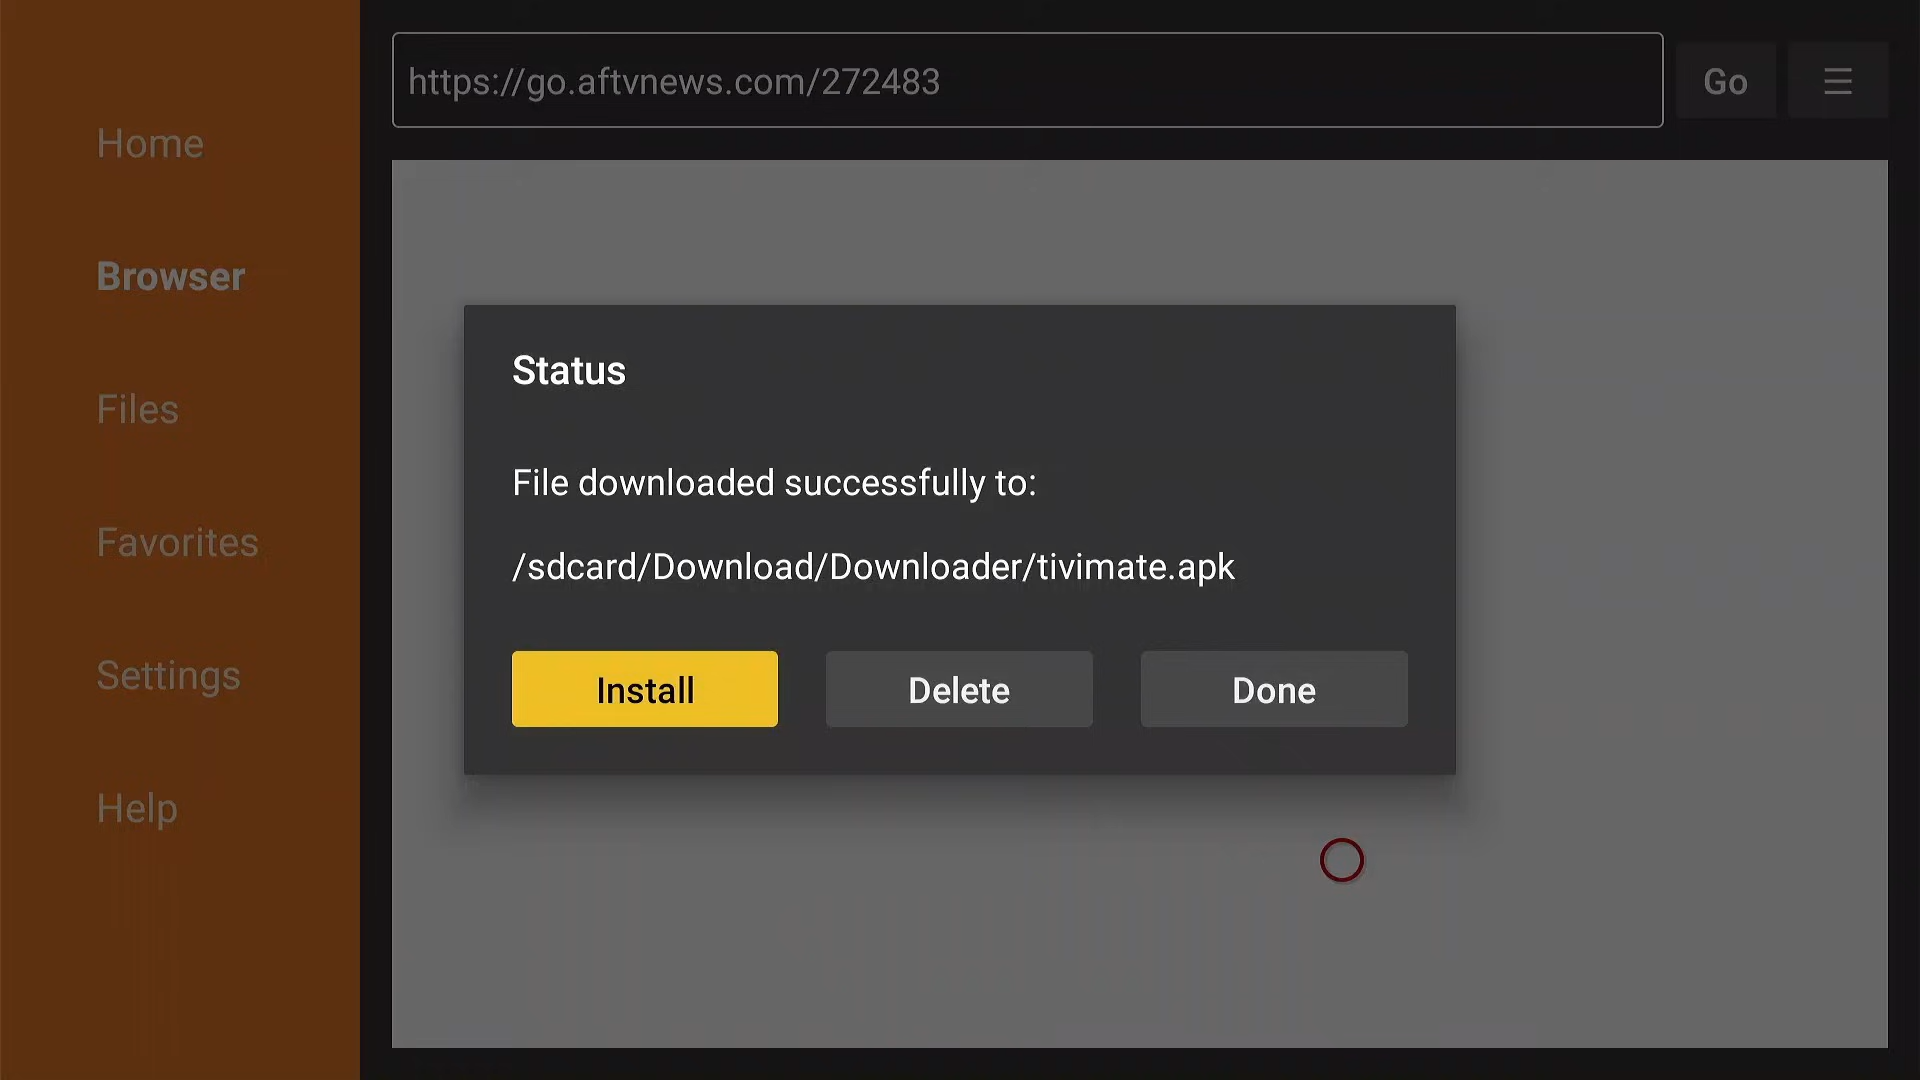 https://go.aftvnews.com/272483
Go
Home
Browser
Files
Favorites
Settings
Help
Status
File downloaded successfully to:
/sdcard/Download/Downloader/tivimate.apk
Install
Delete
Done